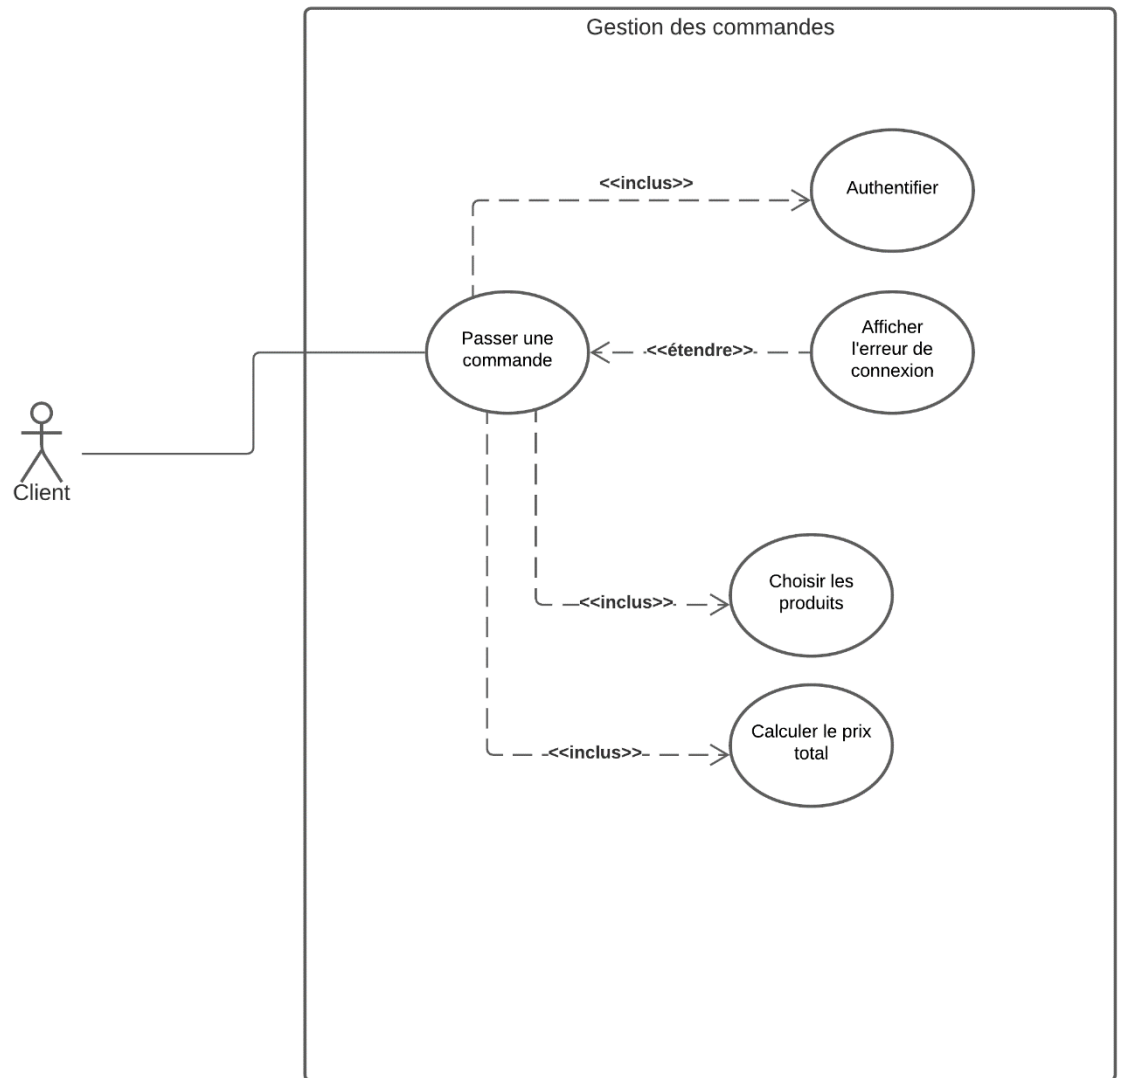 Gestion des commandes
<<inclus>>
Authentifier
Passer une
commande
<<étendre>>
Afficher
l'erreur de
connexion
Client
<<inclus>>
Choisir les
produits
<<inclus>>
Calculer le prix
total